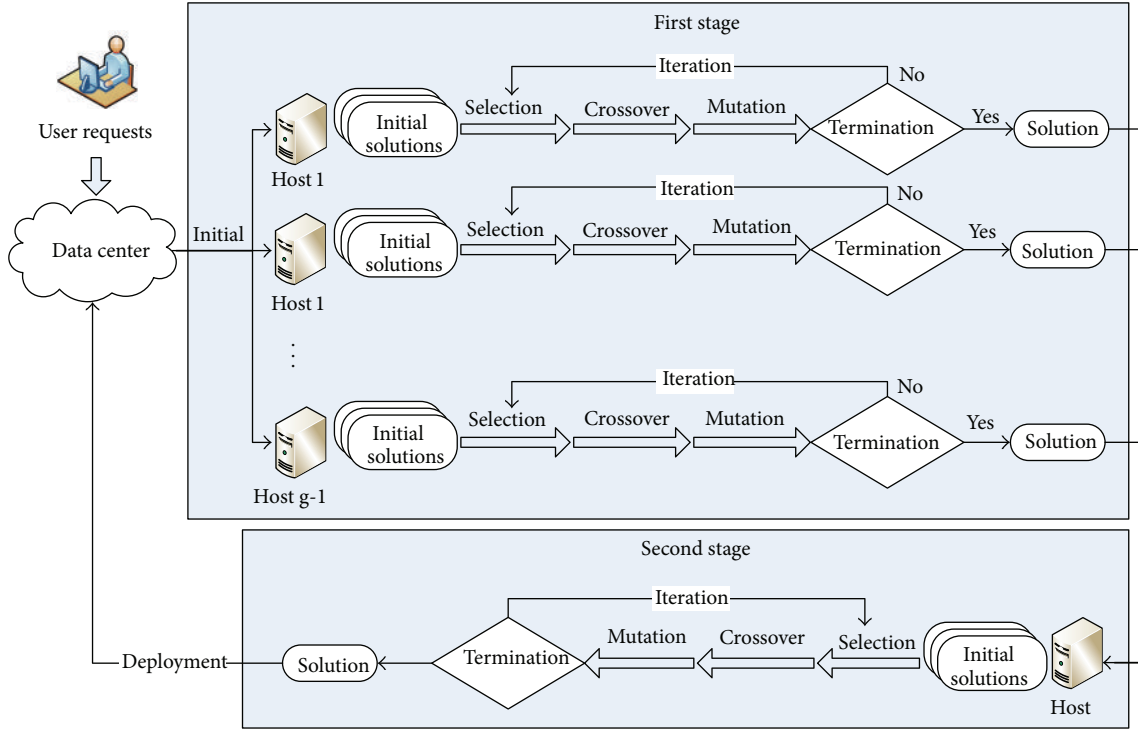 First stage
User requests
Data center
Initial
Iteration
No
Selection
Crossover
Mutation
Initial
solutions
Termination
Yes
Solution
Host 1
Iteration
No
Selection
Crossover
Mutation
Initial
solutions
Termination
Yes
Solution
Host 1
⋮
Iteration
No
Selection
Crossover
Mutation
Initial
solutions
Termination
Yes
Solution
Host g-1
Second stage
Iteration
Deployment
Solution
Termination
Mutation
Crossover
Selection
Initial
solutions
Host